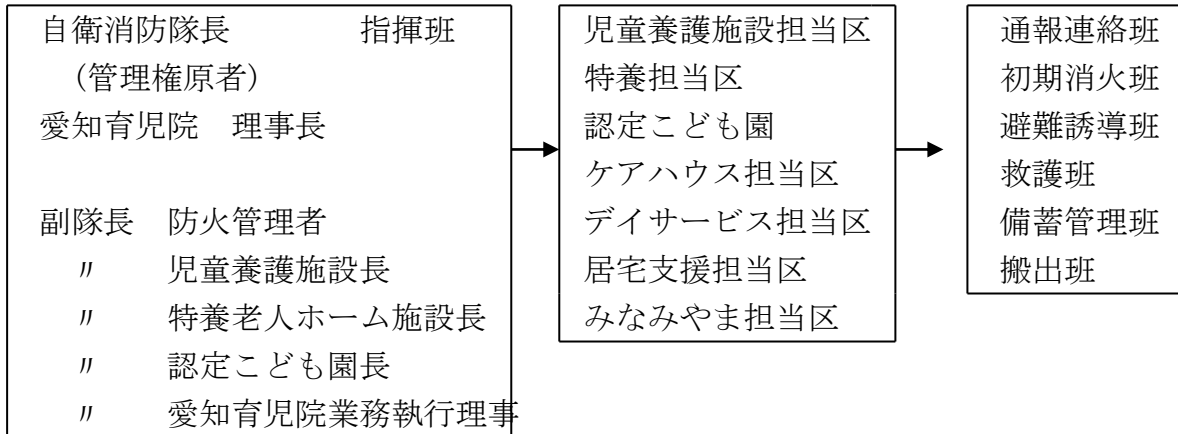 自衛消防隊長　　　　　指揮班
（管理権原者）
愛知育児院　理事長
副隊長　防火管理者
〃　　児童養護施設長
〃　　特養老人ホーム施設長
〃　　認定こども園長
〃　　愛知育児院業務執行理事
児童養護施設担当区
特養担当区
認定こども園
ケアハウス担当区
デイサービス担当区
居宅支援担当区
みなみやま担当区
通報連絡班
初期消火班
避難誘導班
救護班
備蓄管理班
搬出班